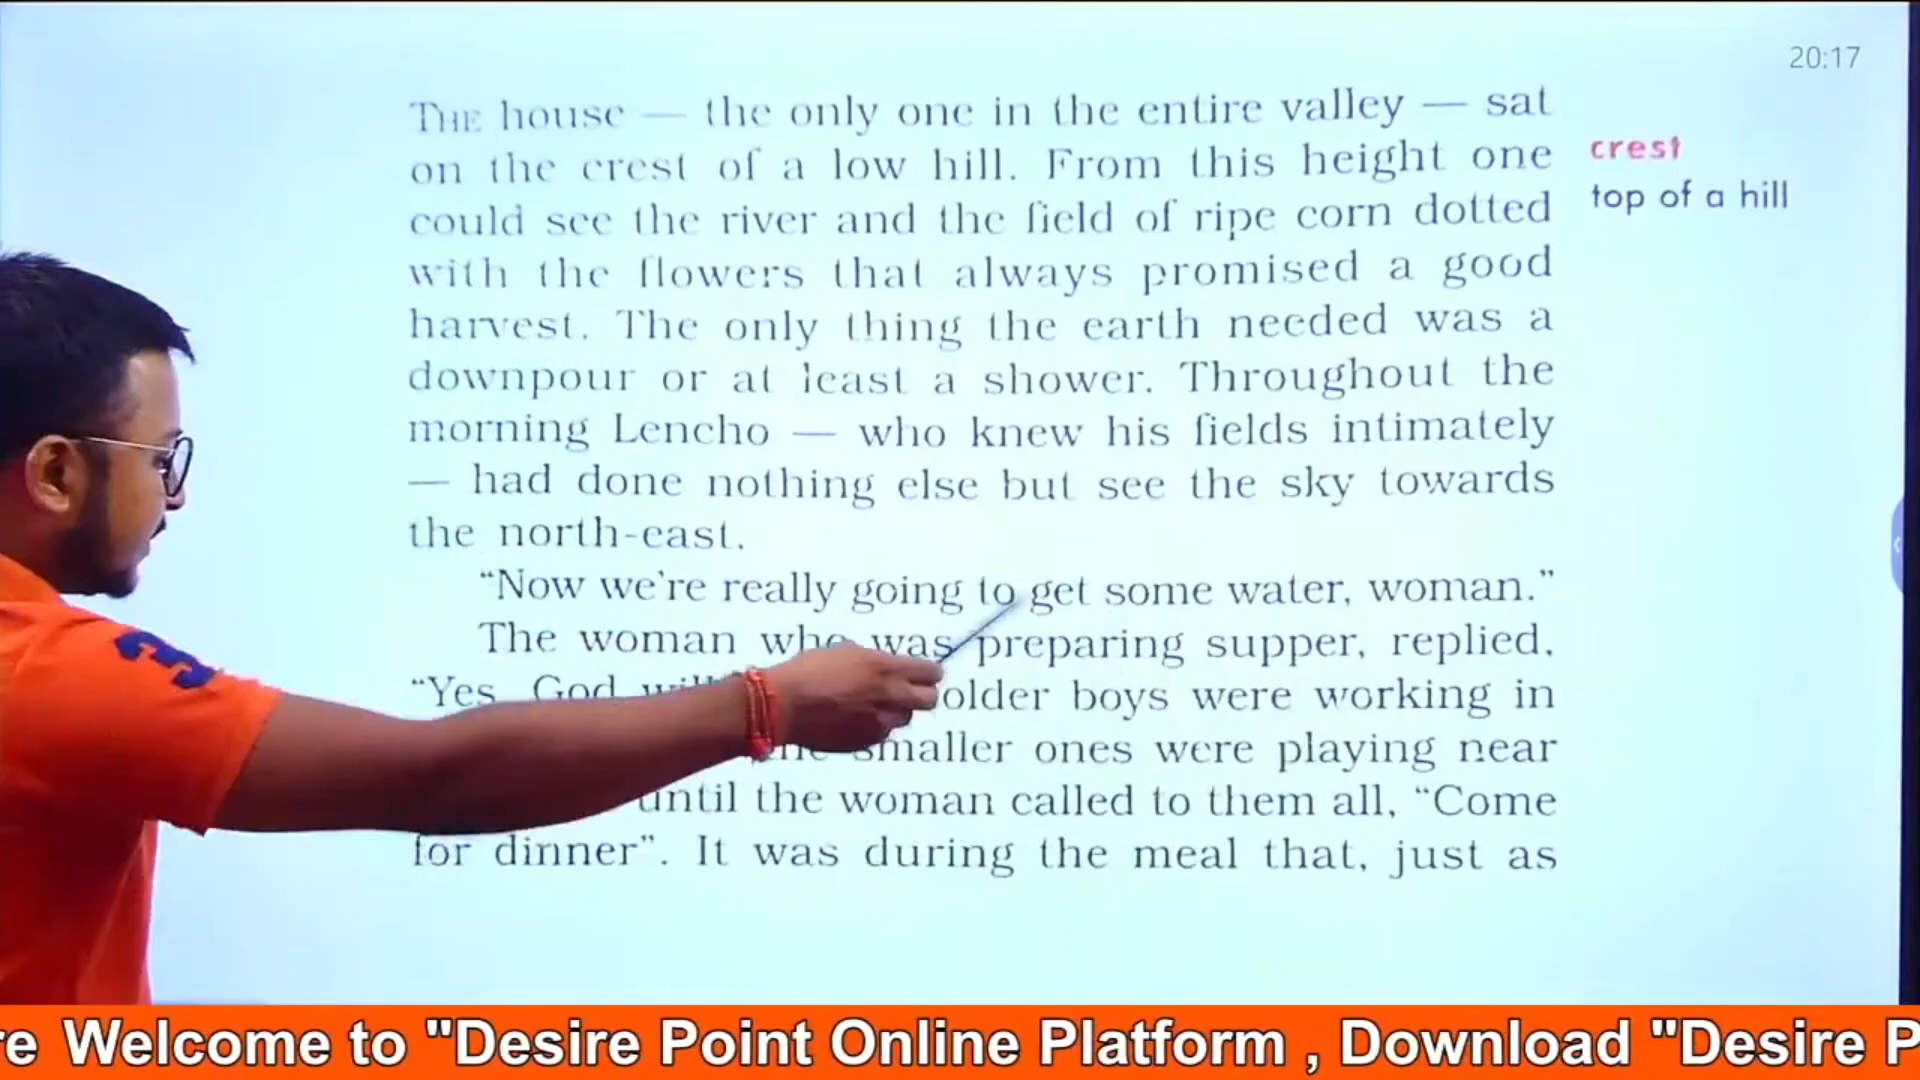 20:17
THE house — the only one in the entire valley — sat
on the crest of a low hill. From this height one
could see the river and the field of ripe corn dotted
with the flowers that always promised a good
harvest. The only thing the earth needed was a
downpour or at least a shower. Throughout the
morning Lencho — who knew his fields intimately
— had done nothing else but see the sky towards
the north-east.
crest
top of a hill
“Now we're really going to get some water, woman.”
The woman who was preparing supper, replied,
“Yes, God older boys were working in
smaller ones were playing near
until the woman called to them all, “Come
for dinner”. It was during the meal that, just as
Welcome to "Desire Point Online Platform , Download "Desire